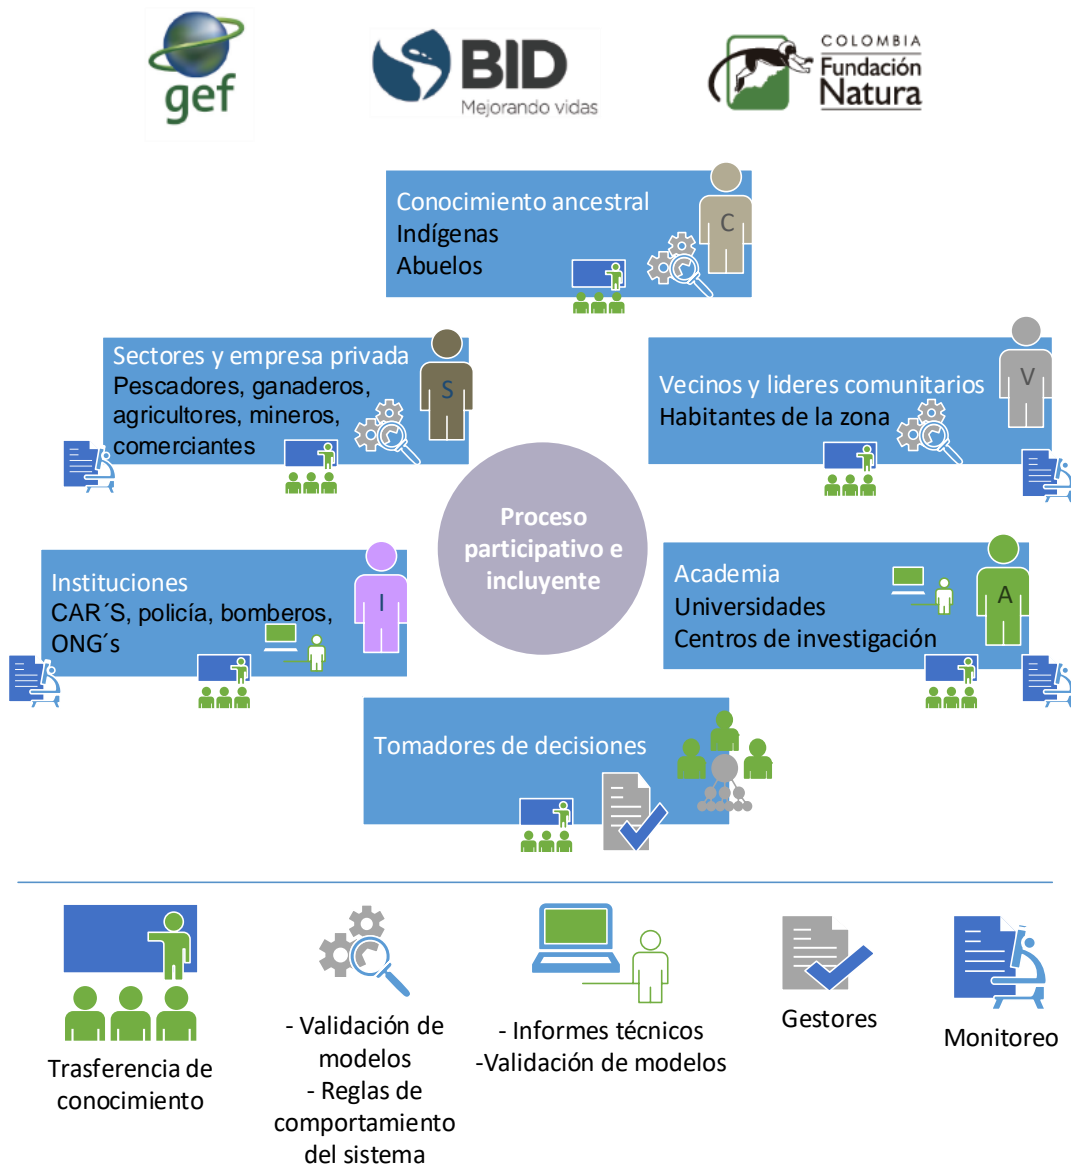 gef
BID
Mejorando vidas
COLOMBIA
Fundación
Natura
Conocimiento ancestral
Indígenas
Abuelos
C
Sectores y empresa privada
Pescadores, ganaderos,
agricultores, mineros,
comerciantes
S
Vecinos y lideres comunitarios
Habitantes de la zona
V
Proceso
participativo e
incluyente
Instituciones
CAR´S, policía, bomberos,
ONG´s
I
Academia
Universidades
Centros de investigación
A
Tomadores de decisiones
Trasferencia de
conocimiento
- Validación de
modelos
- Reglas de
comportamiento
del sistema
- Informes técnicos
-Validación de modelos
Gestores
Monitoreo